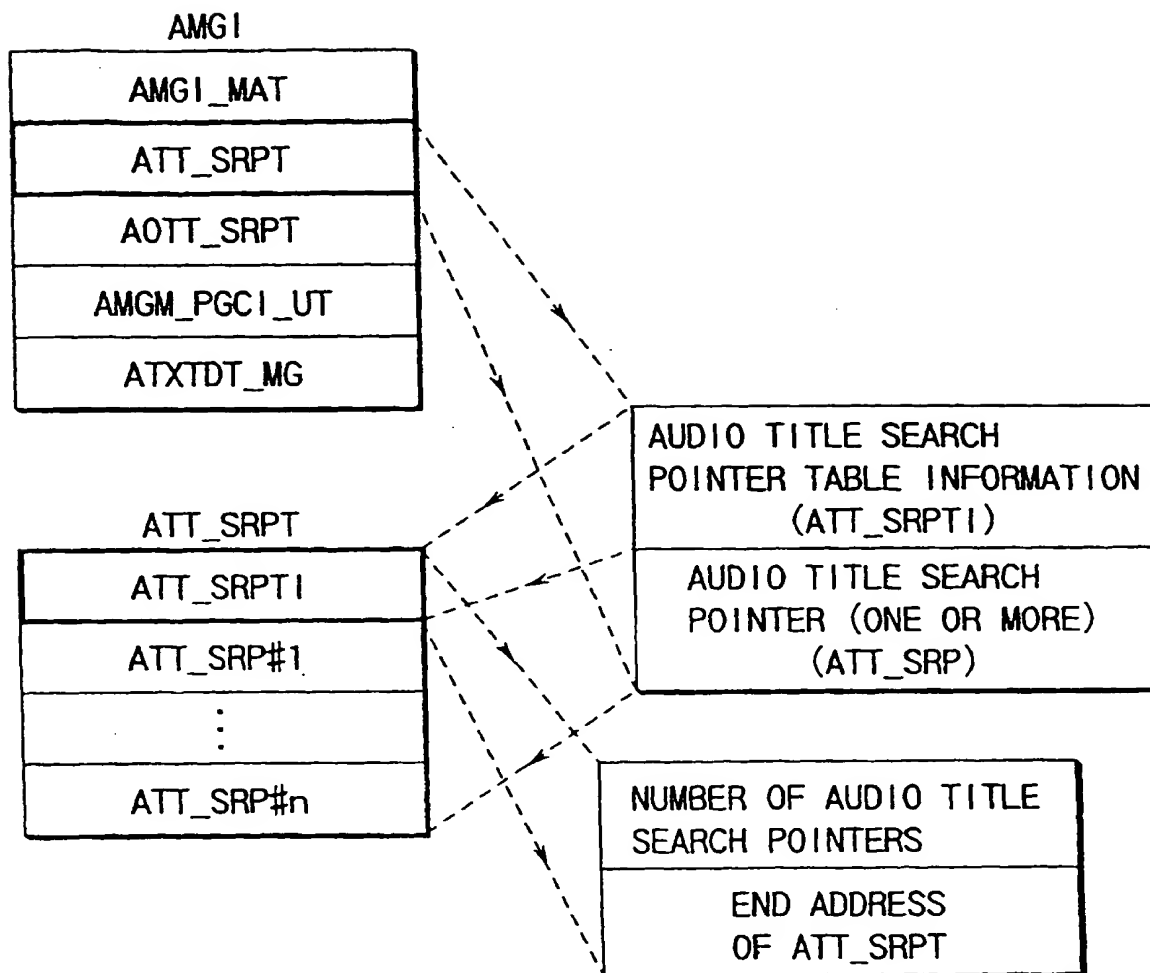 AMGI
AMGI_MAT
ATT_SRPT
AOTT_SRPT
AMGM_PGCI_UT
ATXTDT_MG
AUDIO TITLE SEARCH
POINTER TABLE INFORMATION
(ATT_SRPTI)
AUDIO TITLE SEARCH
POINTER (ONE OR MORE)
(ATT_SRP)
ATT_SRPT
ATT_SRPTI
ATT_SRP#1
⋮
ATT_SRP#n
NUMBER OF AUDIO TITLE
SEARCH POINTERS
END ADDRESS
OF ATT_SRPT